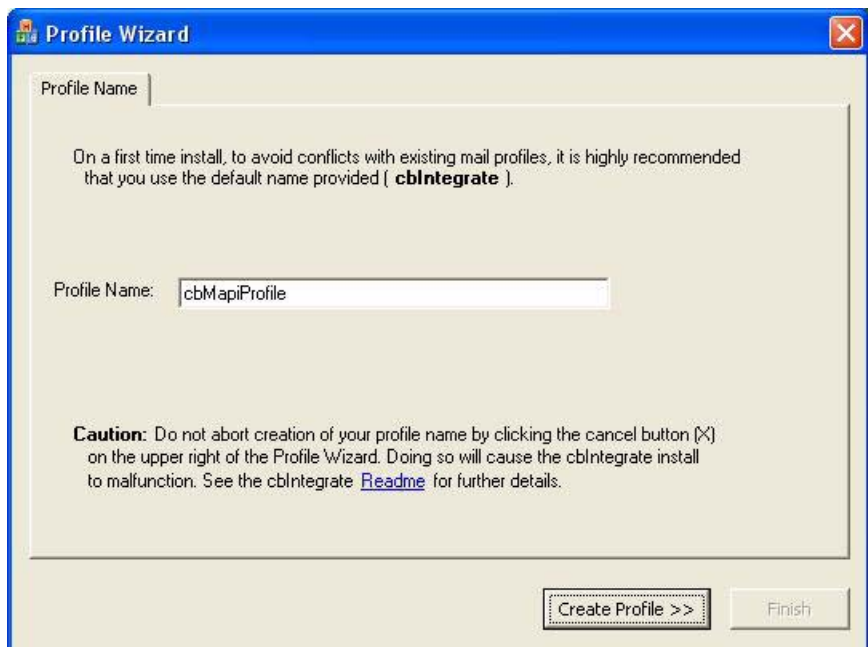 Profile Wizard
Profile Name
On a first time install, to avoid conflicts with existing mail profiles, it is highly recommended
that you use the default name provided ( cbIntegrate ).
Profile Name: cbMapiProfile
Caution: Do not abort creation of your profile name by clicking the cancel button (X)
on the upper right of the Profile Wizard. Doing so will cause the cbIntegrate install
to malfunction. See the cbIntegrate Readme for further details.
Create Profile >> Finish